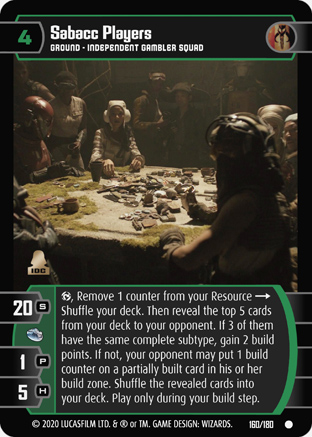 4
Sabacc Players
GROUND - INDEPENDENT GAMBLER SQUAD
IDC
20 S
1 P
5 H
, Remove 1 counter from your Resource →
Shuffle your deck. Then reveal the top 5 cards
from your deck to your opponent. If 3 of them
have the same complete subtype, gain 2 build
points. If not, your opponent may put 1 build
counter on a partially built card in his or her
build zone. Shuffle the revealed cards into
your deck. Play only during your build step.
© 2020 LUCASFILM LTD. & ® or TM. GAME DESIGN: WIZARDS.
160/180